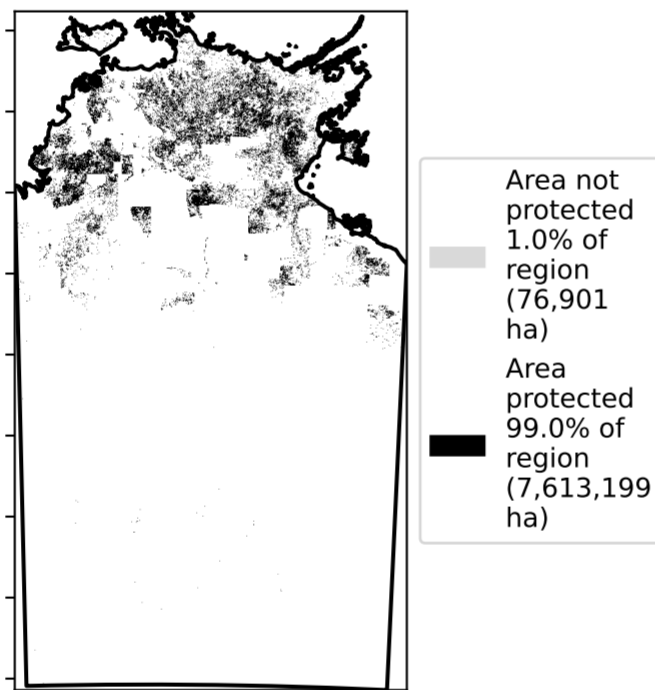 Area not
protected
1.0% of
region
(76,901
ha)
Area
protected
99.0% of
region
(7,613,199
ha)